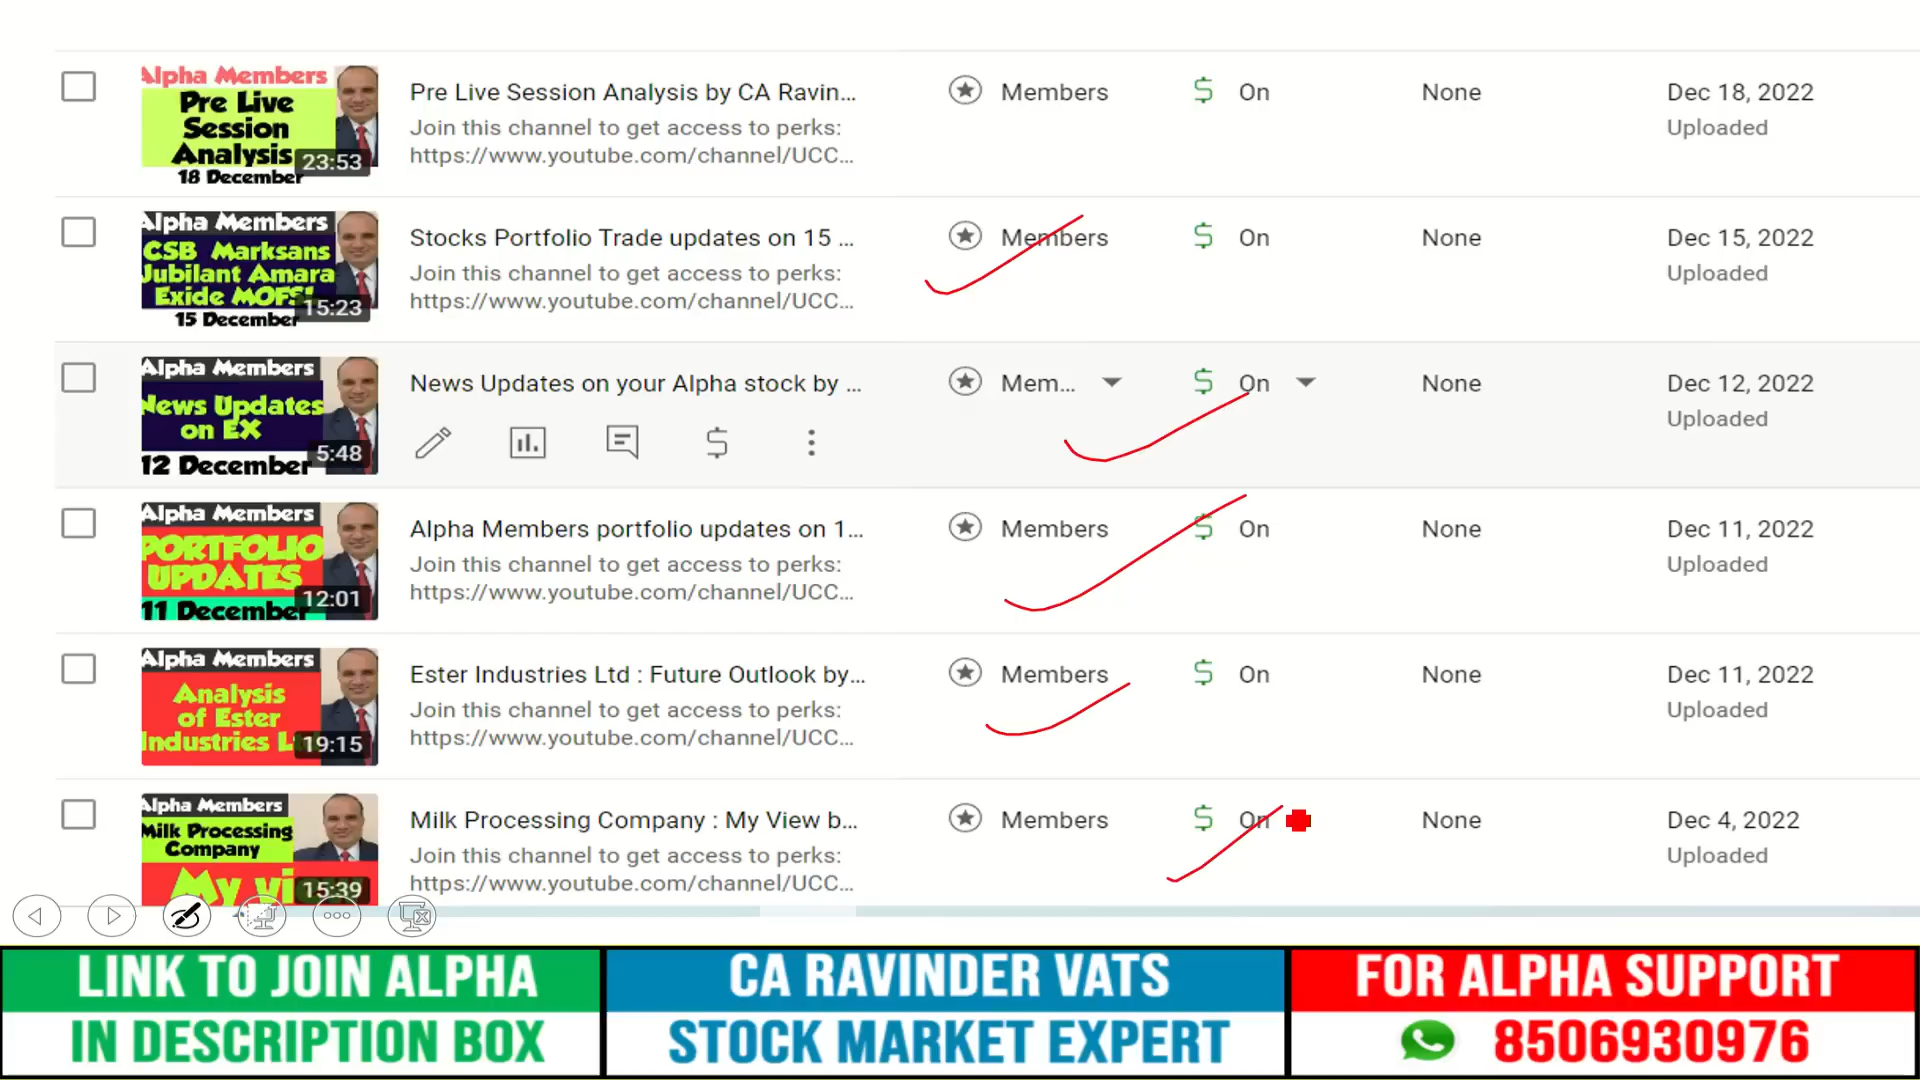 Alpha Members
Pre Live
Session
Analysis
23:53
18 December
Pre Live Session Analysis by CA Ravin...
Join this channel to get access to perks:
https://www.youtube.com/channel/UCC...
Members
On
None
Dec 18, 2022
Uploaded
Alpha Members
CSB Marksans
Jubilant Amara
Exide MOFS!
15:23
15 December
Stocks Portfolio Trade updates on 15 ...
Join this channel to get access to perks:
https://www.youtube.com/channel/UCC...
Members
On
None
Dec 15, 2022
Uploaded
Alpha Members
News Updates
on EX
5:48
12 December
News Updates on your Alpha stock by ...
Mem...
On
None
Dec 12, 2022
Uploaded
Alpha Members
PORTFOLIO
UPDATES
12:01
11 December
Alpha Members portfolio updates on 1...
Join this channel to get access to perks:
https://www.youtube.com/channel/UCC...
Members
On
None
Dec 11, 2022
Uploaded
Alpha Members
Analysis
of Ester
Industries L
19:15
Ester Industries Ltd : Future Outlook by...
Join this channel to get access to perks:
https://www.youtube.com/channel/UCC...
Members
On
None
Dec 11, 2022
Uploaded
Alpha Members
Milk Processing
Company
My vi
15:39
Milk Processing Company : My View b...
Join this channel to get access to perks:
https://www.youtube.com/channel/UCC...
Members
On
None
Dec 4, 2022
Uploaded
LINK TO JOIN ALPHA
IN DESCRIPTION BOX
CA RAVINDER VATS
STOCK MARKET EXPERT
FOR ALPHA SUPPORT
8506930976